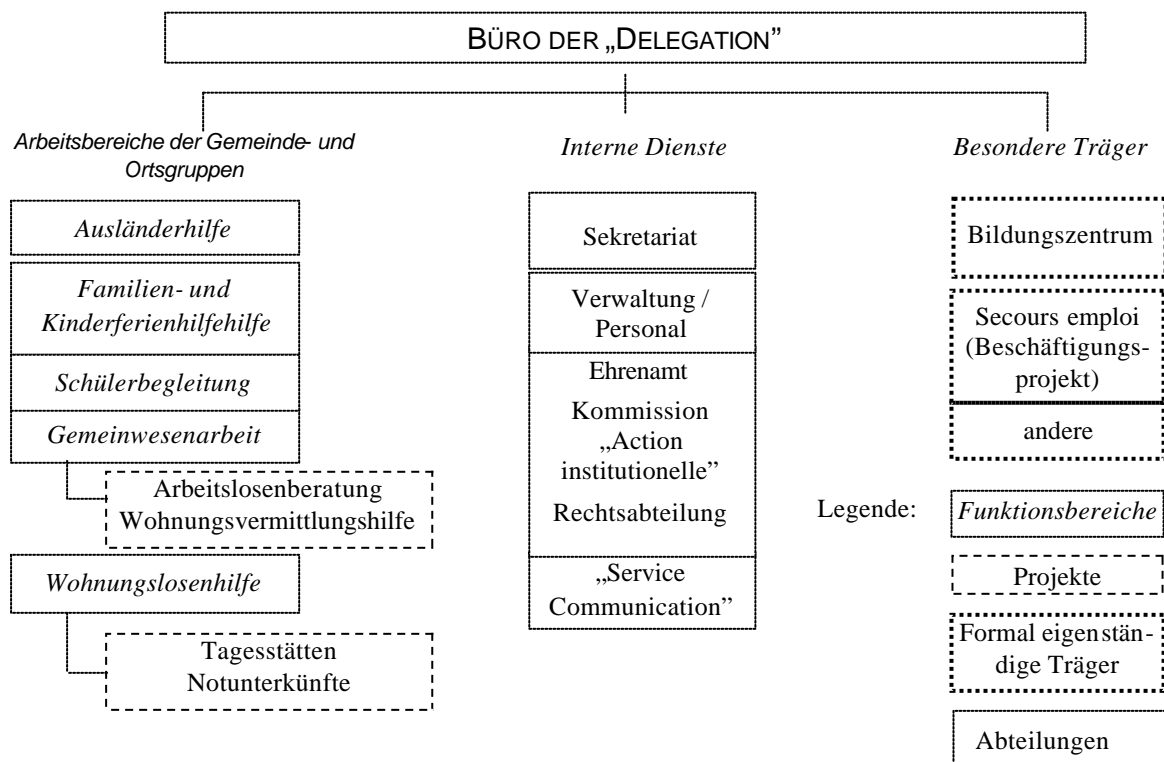 BÜRO DER „DELEGATION”
Arbeitsbereiche der Gemeinde- und
Ortsgruppen
Ausländerhilfe
Familien- und
Kinderferienhilfehilfe
Schülerbegleitung
Gemeinwesenarbeit
Arbeitslosenberatung
Wohnungsvermittlungshilfe
Wohnungslosenhilfe
Tagesstätten
Notunterkünfte
Interne Dienste
Sekretariat
Verwaltung /
Personal
Ehrenamt
Kommission
„Action
institutionelle”
Rechtsabteilung
„Service
Communication”
Besondere Träger
Bildungszentrum
Secours emploi
(Beschäftigungs-
projekt)
andere
Legende:
Funktionsbereiche
Projekte
Formal eigenstän-
dige Träger
Abteilungen